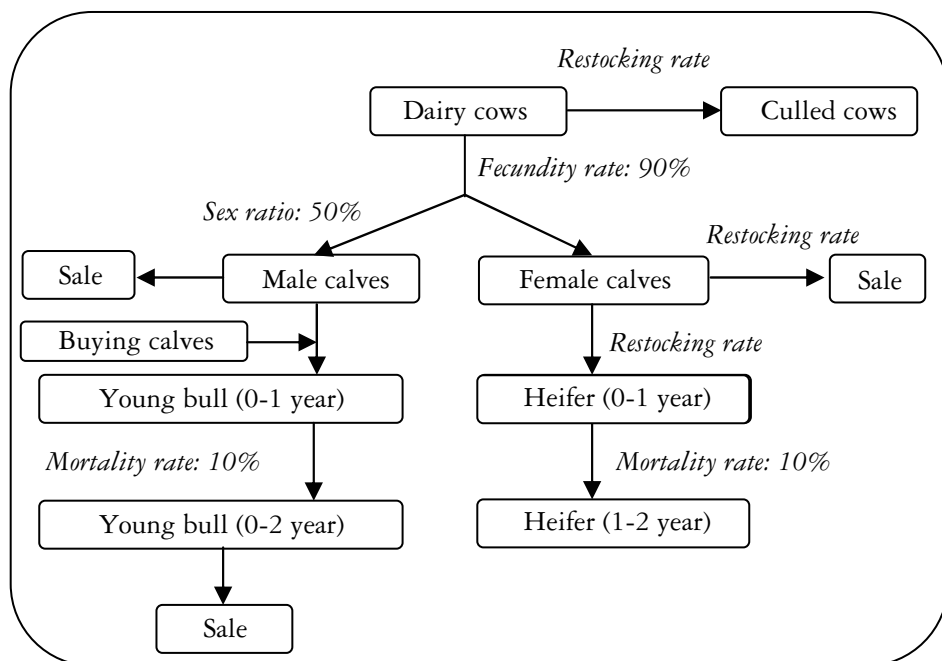 Restocking rate
Dairy cows
Culled cows
Fecundity rate: 90%
Sex ratio: 50%
Restocking rate
Sale
Male calves
Female calves
Sale
Buying calves
Restocking rate
Young bull (0-1 year)
Heifer (0-1 year)
Mortality rate: 10%
Mortality rate: 10%
Young bull (0-2 year)
Heifer (1-2 year)
Sale